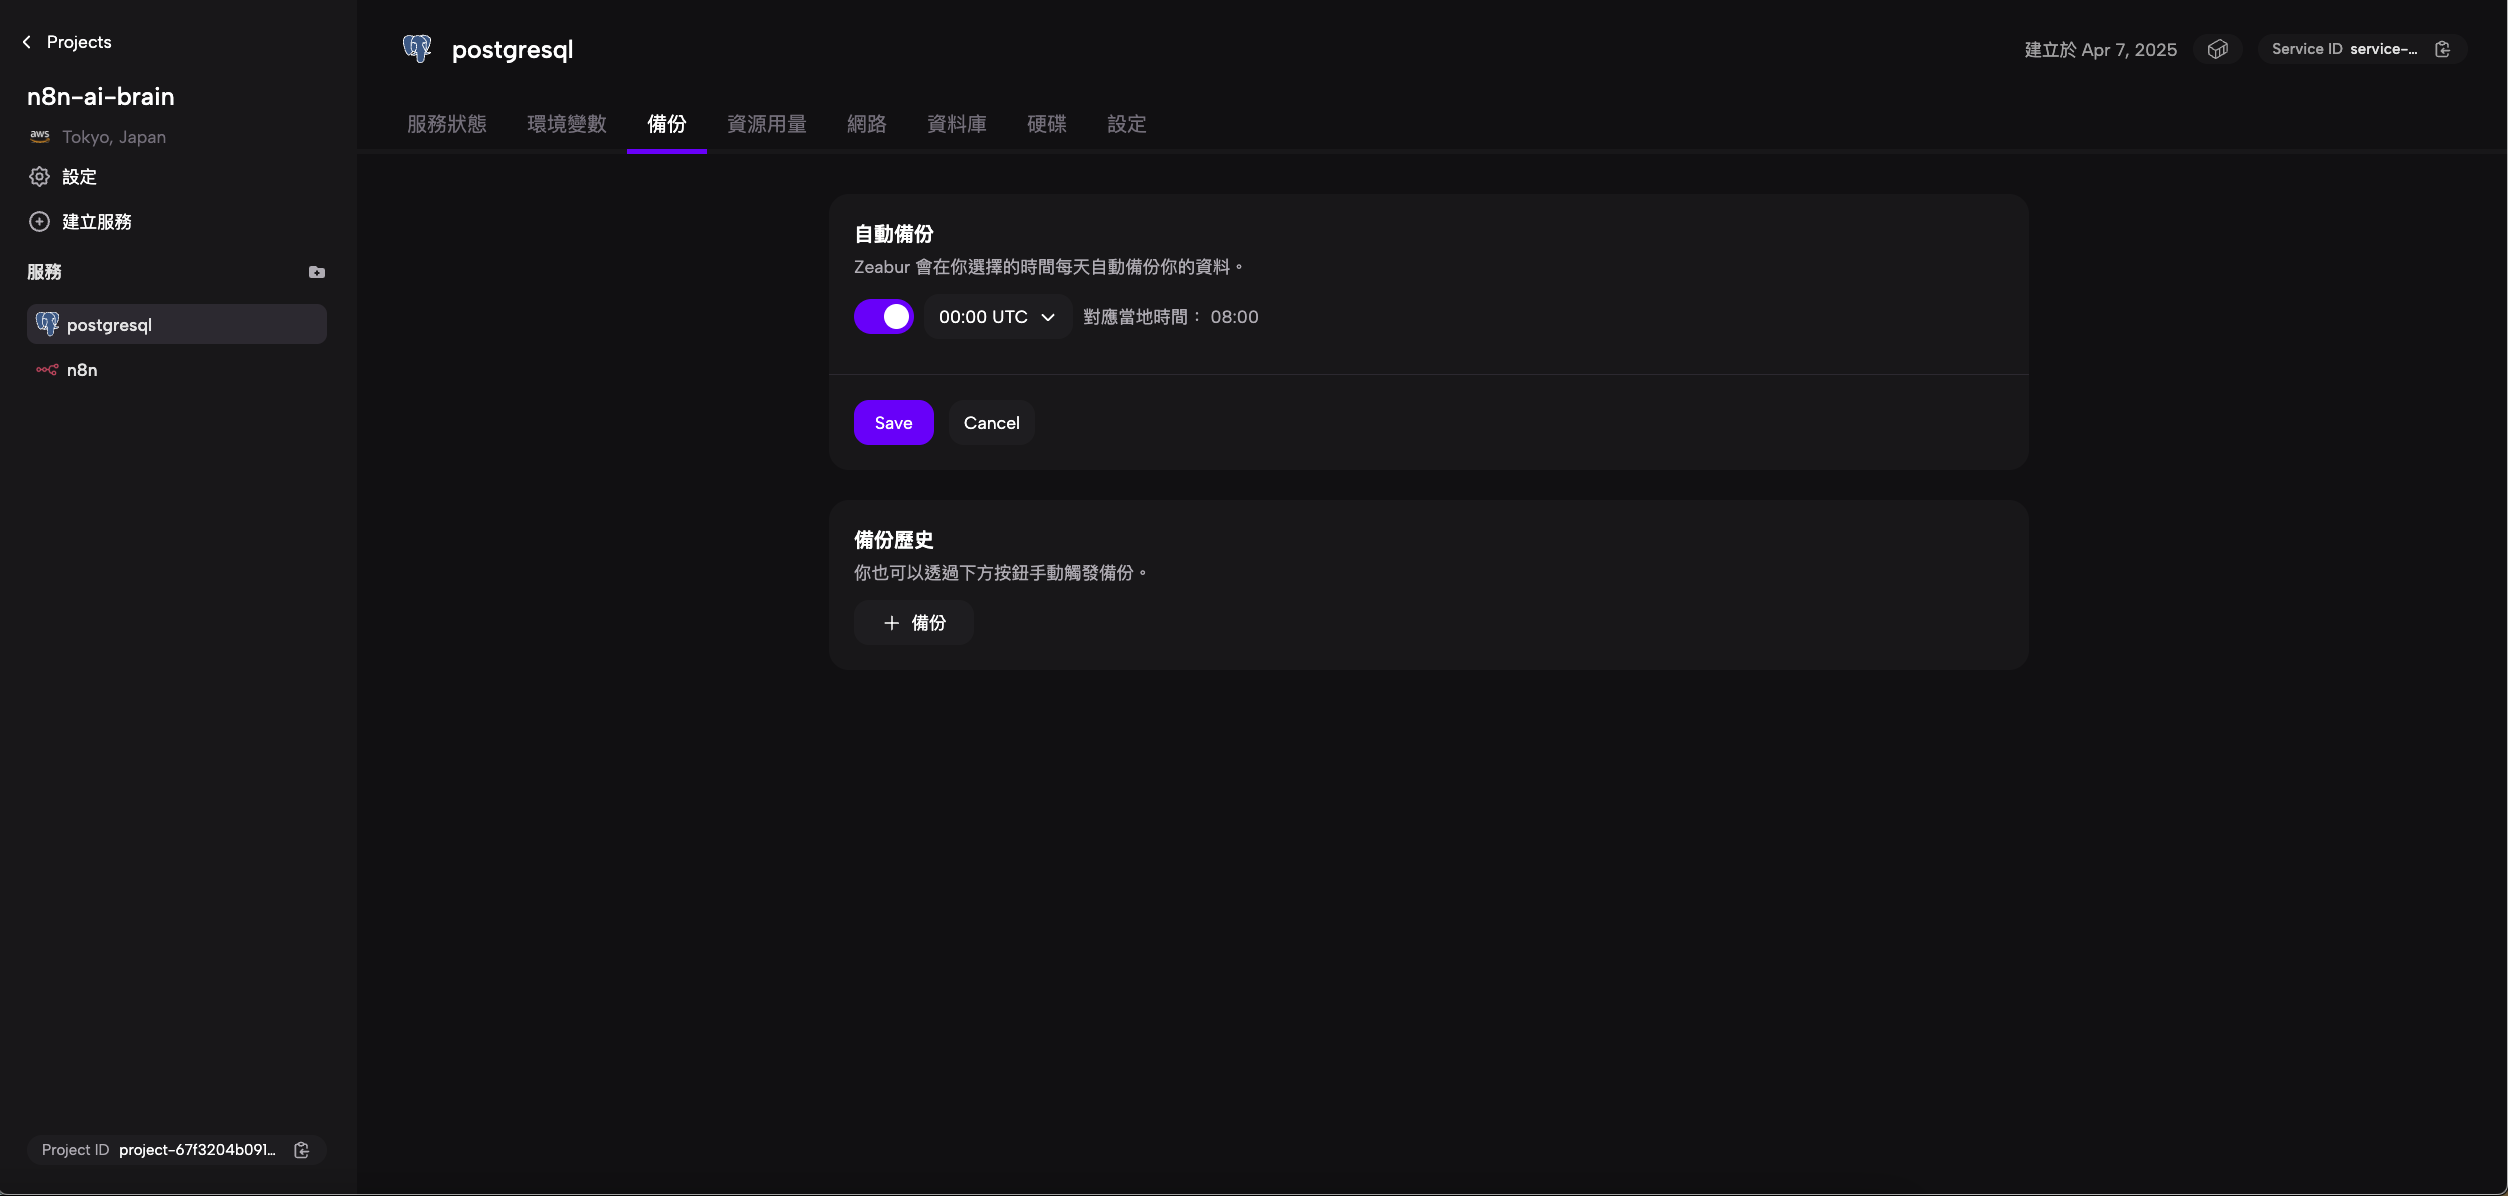 Projects
n8n-ai-brain
aws Tokyo, Japan
設定
建立服務
服務
postgresql
n8n
Project ID project-67f3204b091...
postgresql
建立於 Apr 7, 2025
Service ID service-...
服務狀態 環境變數 備份 資源用量 網路 資料庫 硬碟 設定
自動備份
Zeabur 會在你選擇的時間每天自動備份你的資料。
00:00 UTC 對應當地時間： 08:00
Save Cancel
備份歷史
你也可以透過下方按鈕手動觸發備份。
備份